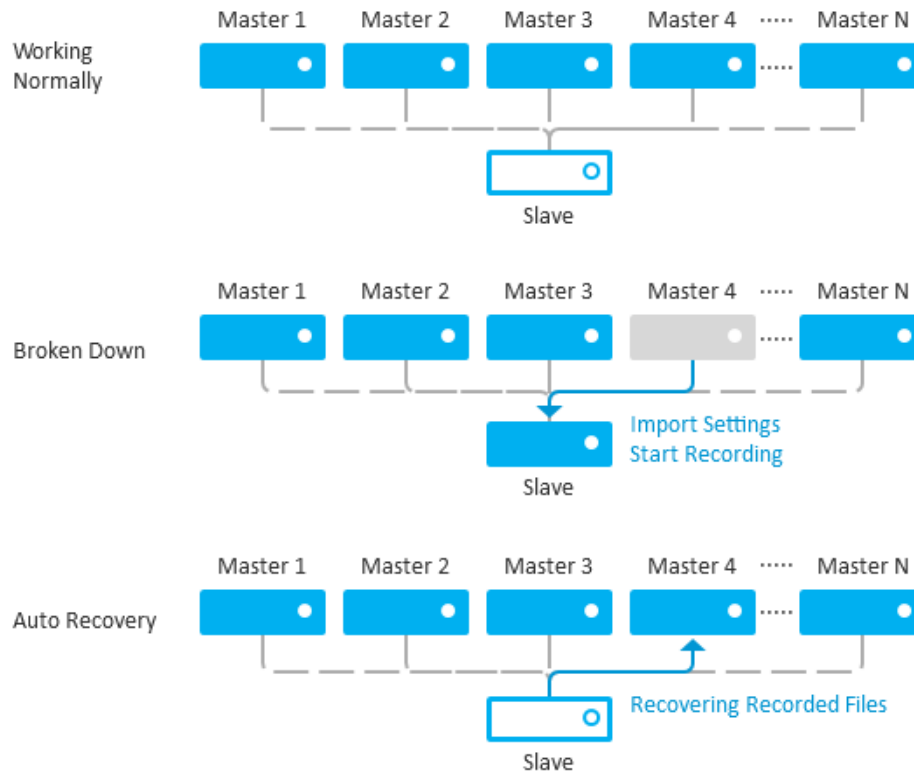 Master 1 Master 2 Master 3 Master 4 ····· Master N
Working
Normally
·····
Slave
Master 1 Master 2 Master 3 Master 4 ····· Master N
Broken Down
·····
Import Settings
Start Recording
Slave
Master 1 Master 2 Master 3 Master 4 ····· Master N
Auto Recovery
·····
Recovering Recorded Files
Slave